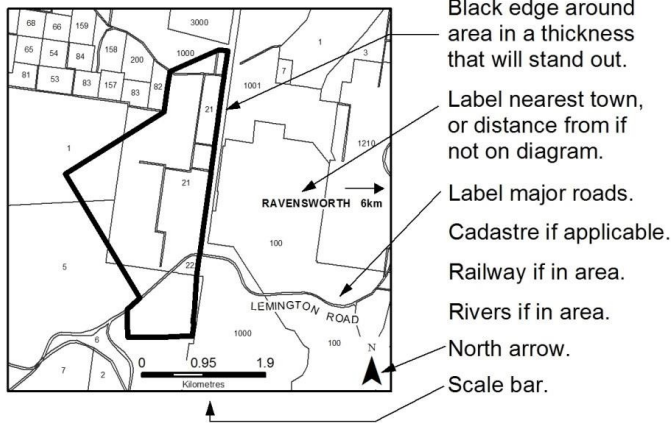 68 66 159 3000
65 54 84 158 200 1000 1 3
81 53 83 157 83 82 21 1001 7
1 21 1210
RAVENSWORTH 6km
5 22 100
LEMINGTON ROAD
6 1000 100
7 2
0 0.95 1.9
Kilometres
N
Black edge around
area in a thickness
that will stand out.
Label nearest town,
or distance from if
not on diagram.
Label major roads.
Cadastre if applicable.
Railway if in area.
Rivers if in area.
North arrow.
Scale bar.